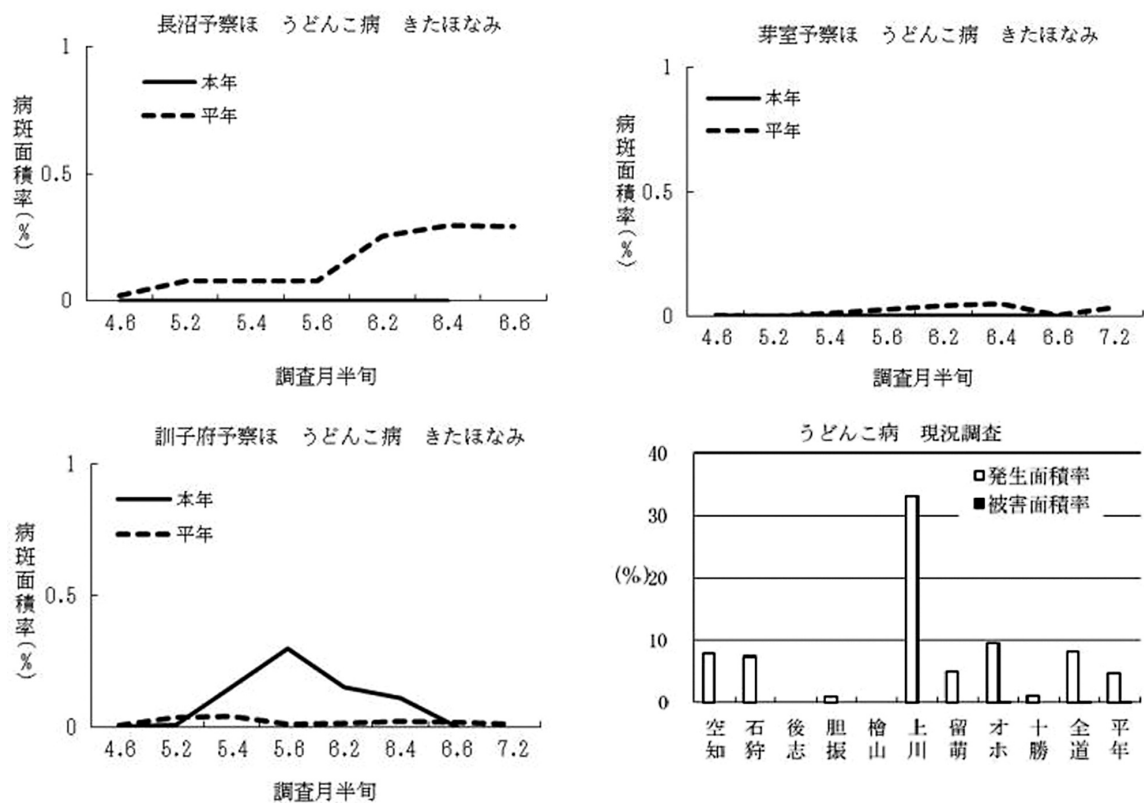 長沼予察ほ うどんこ病 きたほなみ
1
0.5
0
病斑面積率(%)
本年
平年
4.6 5.2 5.4 5.6 6.2 6.4 6.6
調査月半旬
芽室予察ほ うどんこ病 きたほなみ
1
0.5
0
病斑面積率(%)
本年
平年
4.6 5.2 5.4 5.6 6.2 6.4 6.6 7.2
調査月半旬
訓子府予察ほ うどんこ病 きたほなみ
1
0.5
0
病斑面積率(%)
本年
平年
4.6 5.2 5.4 5.6 6.2 6.4 6.6 7.2
調査月半旬
うどんこ病 現況調査
40
30
20
10
0
(%)
発生面積率
被害面積率
空知 石狩 後志 胆振 檜山 上川 留萌 オホ 十勝 全道 平年